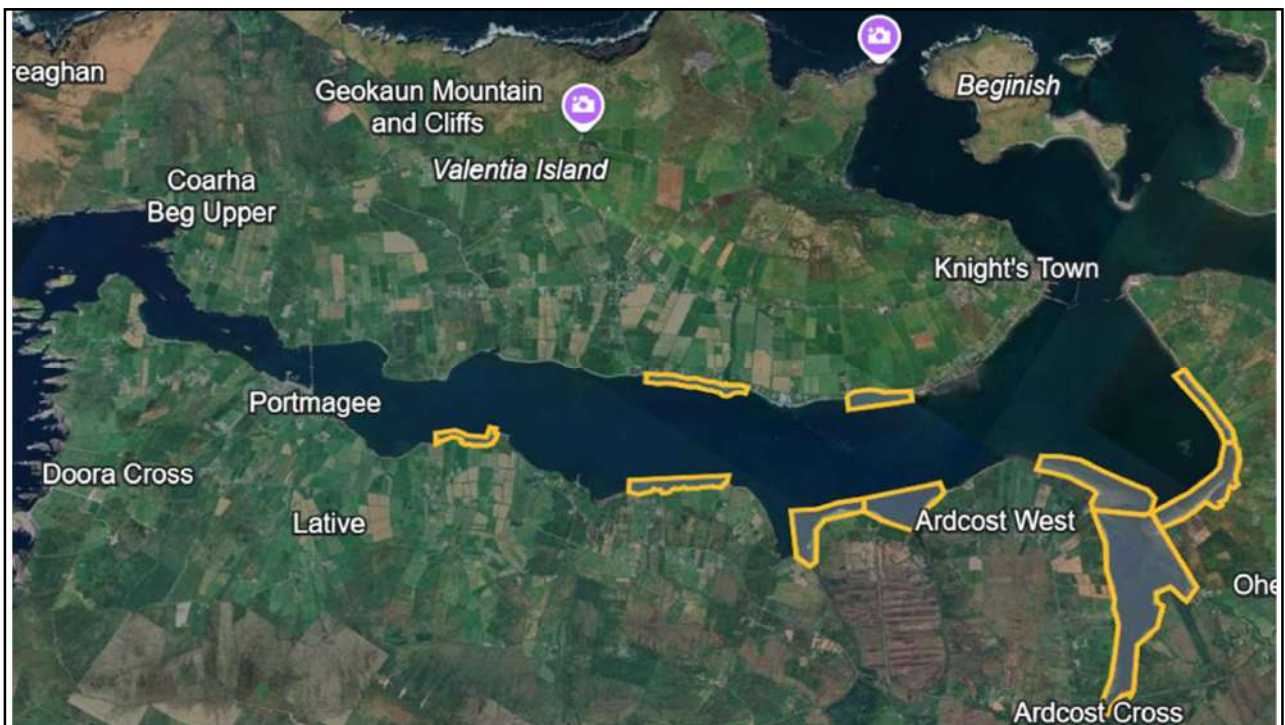 reaghan
Geokaun Mountain
and Cliffs
Beginish
Valentia Island
Coarha
Beg Upper
Knight's Town
Portmagee
Doora Cross
Lative
Ardcost West
Ohe
Ardcost Cross